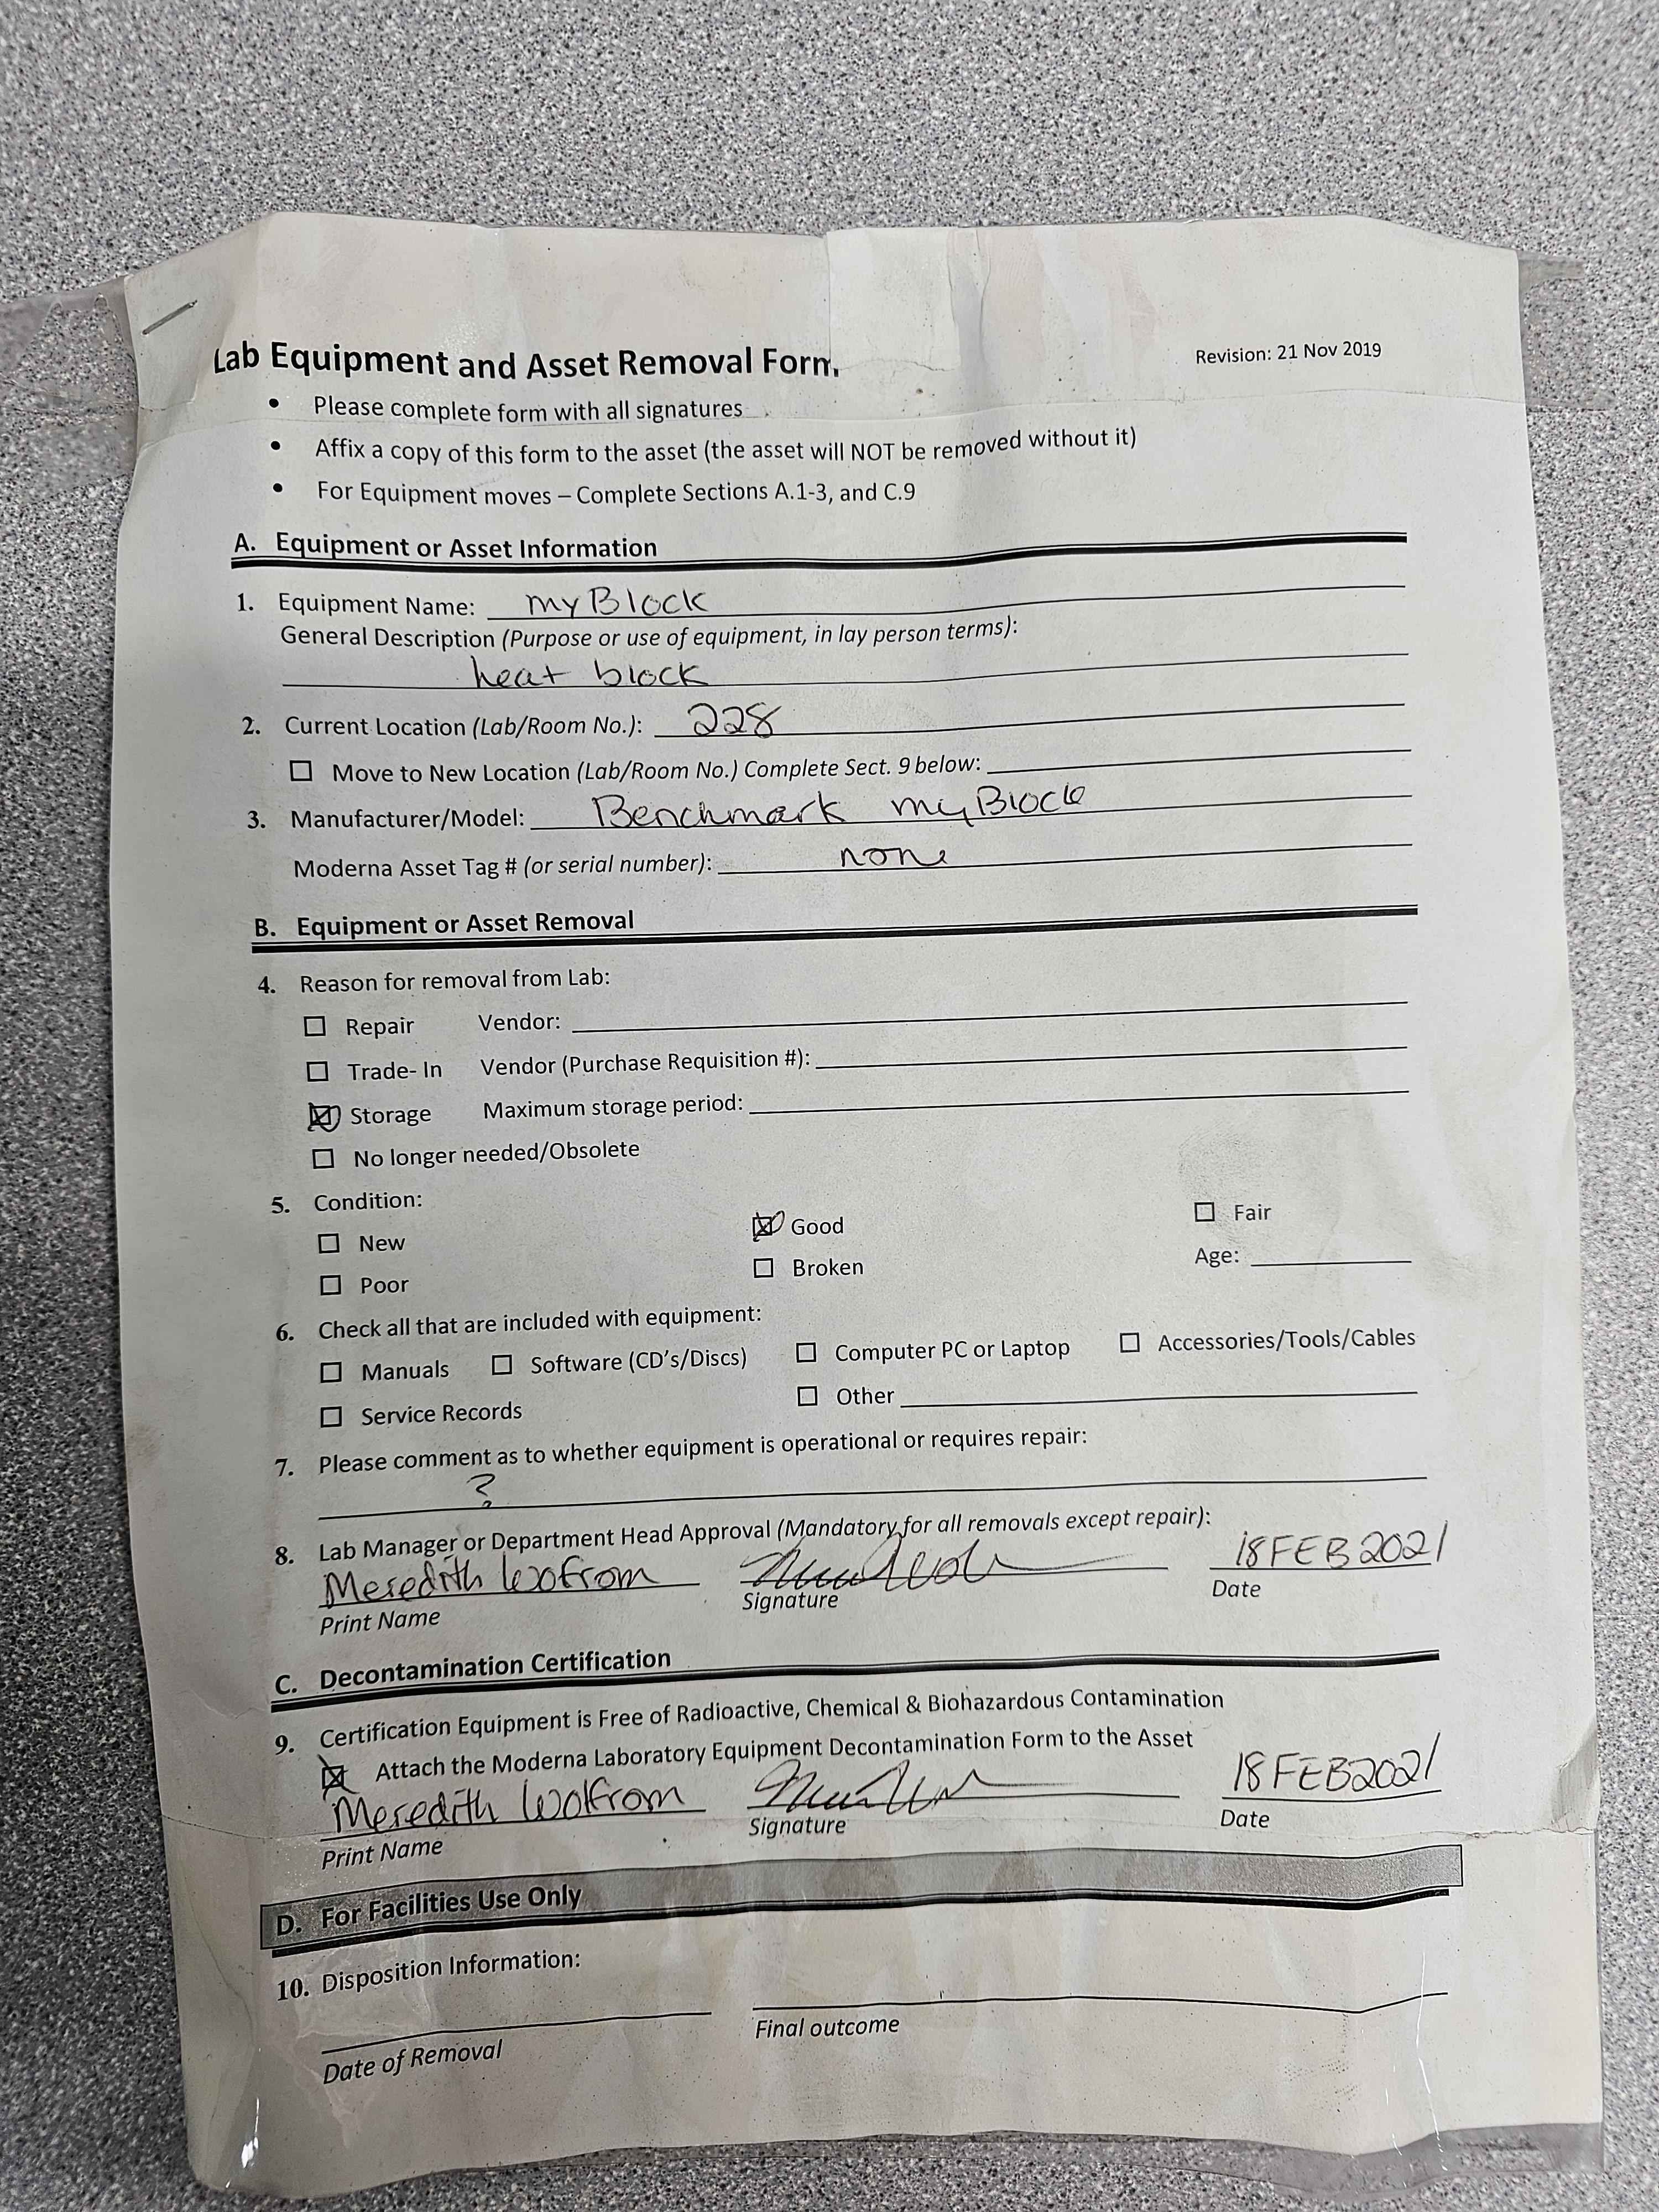 Lab Equipment and Asset Removal Form
Revision: 21 Nov 2019
• Please complete form with all signatures
• Affix a copy of this form to the asset (the asset will NOT be removed without it)
• For Equipment moves – Complete Sections A.1-3, and C.9
A. Equipment or Asset Information
1. Equipment Name: myBlock
General Description (Purpose or use of equipment, in lay person terms):
heat block
2. Current Location (Lab/Room No.): 228
☐ Move to New Location (Lab/Room No.) Complete Sect. 9 below:
3. Manufacturer/Model: Benchmark myBlock
Moderna Asset Tag # (or serial number): none
B. Equipment or Asset Removal
4. Reason for removal from Lab:
☐ Repair Vendor:
☐ Trade- In Vendor (Purchase Requisition #):
☒ Storage Maximum storage period:
☐ No longer needed/Obsolete
5. Condition:
☐ New ☒ Good ☐ Fair
☐ Poor ☐ Broken Age:
6. Check all that are included with equipment:
☐ Manuals ☐ Software (CD's/Discs) ☐ Computer PC or Laptop ☐ Accessories/Tools/Cables
☐ Service Records ☐ Other
7. Please comment as to whether equipment is operational or requires repair:
?
8. Lab Manager or Department Head Approval (Mandatory for all removals except repair):
Meredith Wofrom 18FEB2021
Print Name Signature Date
C. Decontamination Certification
9. Certification Equipment is Free of Radioactive, Chemical & Biohazardous Contamination
☒ Attach the Moderna Laboratory Equipment Decontamination Form to the Asset
Meredith Wolfrom 18FEB2021
Print Name Signature Date
D. For Facilities Use Only
10. Disposition Information:
Date of Removal Final outcome